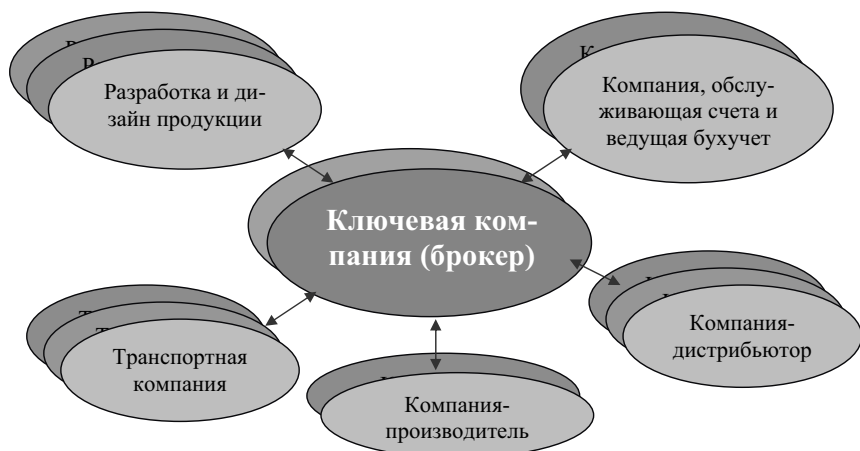 Разработка и ди-
зайн продукции
Компания, обслу-
живающая счета и
ведущая бухучет
Ключевая ком-
пания (брокер)
Транспортная
компания
Компания-
производитель
Компания-
дистрибьютор